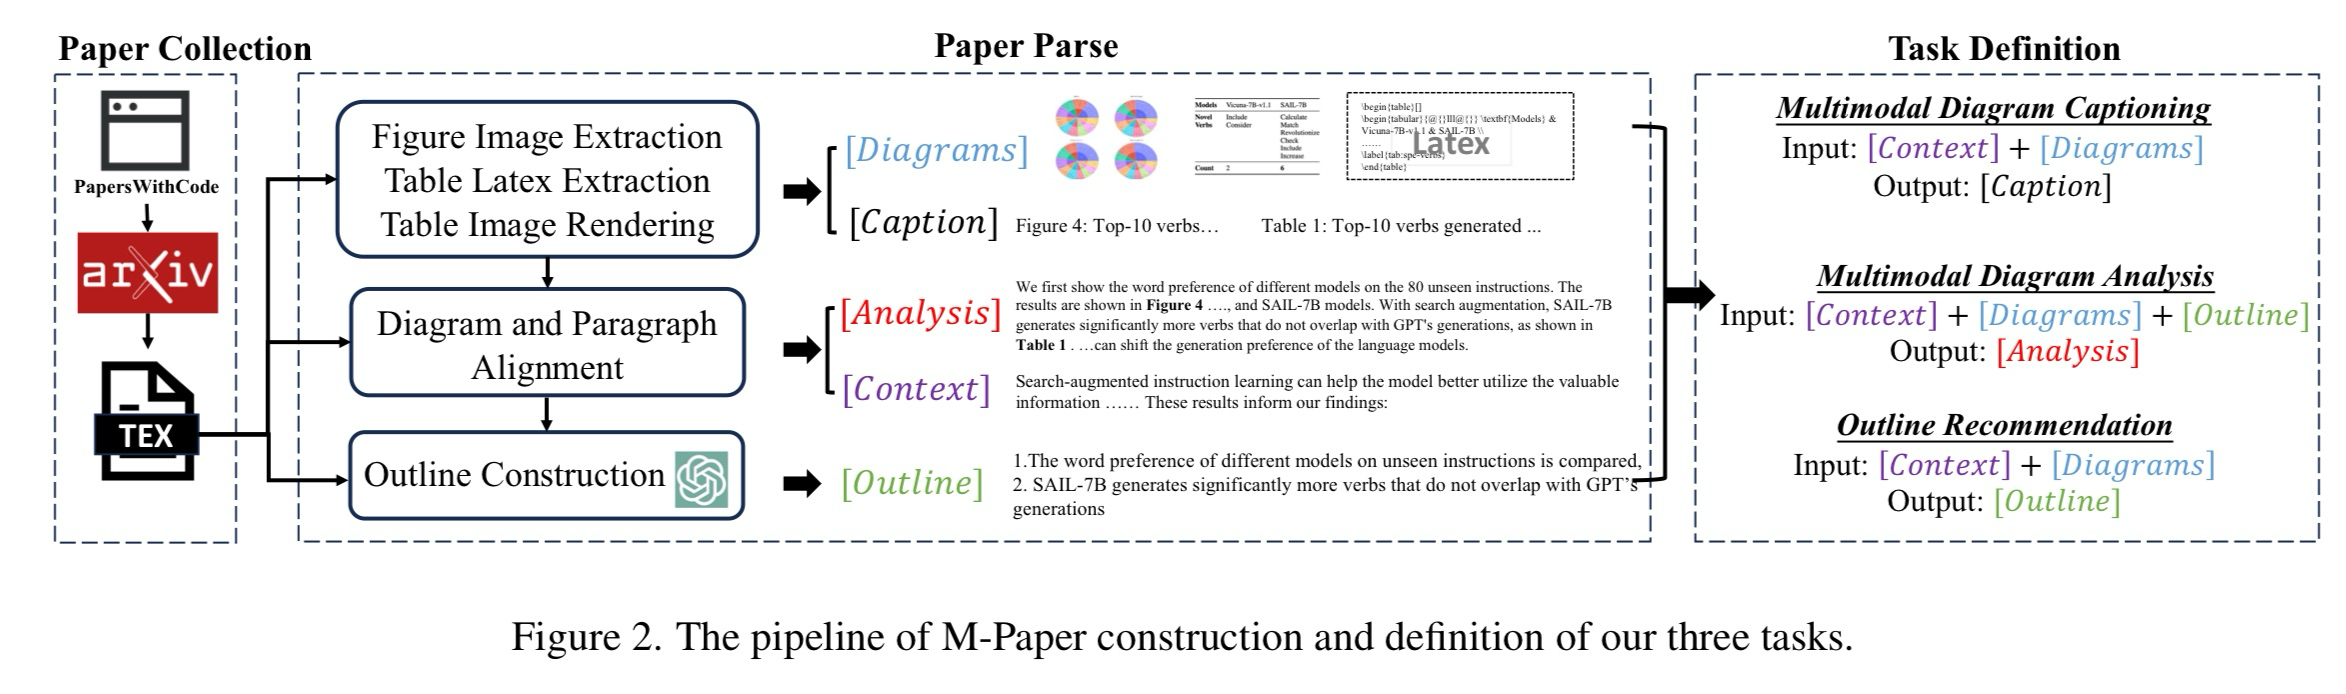 Paper Collection
PapersWithCode
arXiv
TEX
Paper Parse
Figure Image Extraction
Table Latex Extraction
Table Image Rendering
Diagram and Paragraph
Alignment
Outline Construction
[Diagrams]
Models Vicuna-7B-v1.1 SAIL-7B
Novel Include Calculate
Verbs Consider Match
Revolutionize
Check
Include
Increase
Count 2 6
\begin{table}[]
\begin{tabular}{@{}lll@{}} \textbf{Models} &
Vicuna-7B-v1.1 & SAIL-7B \\
……
\label{tab:spe-verbs}
\end{table}
Latex
[Caption]
Figure 4: Top-10 verbs…
Table 1: Top-10 verbs generated ...
[Analysis]
We first show the word preference of different models on the 80 unseen instructions. The
results are shown in Figure 4 …., and SAIL-7B models. With search augmentation, SAIL-7B
generates significantly more verbs that do not overlap with GPT's generations, as shown in
Table 1 . …can shift the generation preference of the language models.
[Context]
Search-augmented instruction learning can help the model better utilize the valuable
information …… These results inform our findings:
[Outline]
1.The word preference of different models on unseen instructions is compared,
2. SAIL-7B generates significantly more verbs that do not overlap with GPT’s
generations
Task Definition
Multimodal Diagram Captioning
Input: [Context] + [Diagrams]
Output: [Caption]
Multimodal Diagram Analysis
Input: [Context] + [Diagrams] + [Outline]
Output: [Analysis]
Outline Recommendation
Input: [Context] + [Diagrams]
Output: [Outline]
Figure 2. The pipeline of M-Paper construction and definition of our three tasks.